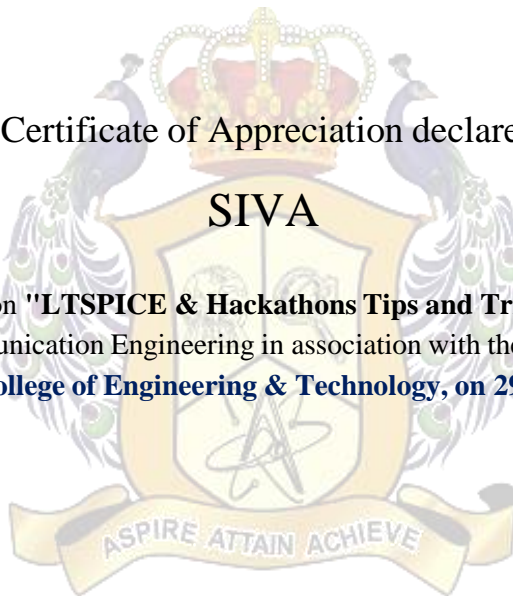 Certificate of Appreciation declare
SIVA
on "LTSPICE & Hackathons Tips and Tr
unication Engineering in association with the
ollege of Engineering & Technology, on 29
ASPIRE ATTAIN ACHIEVE